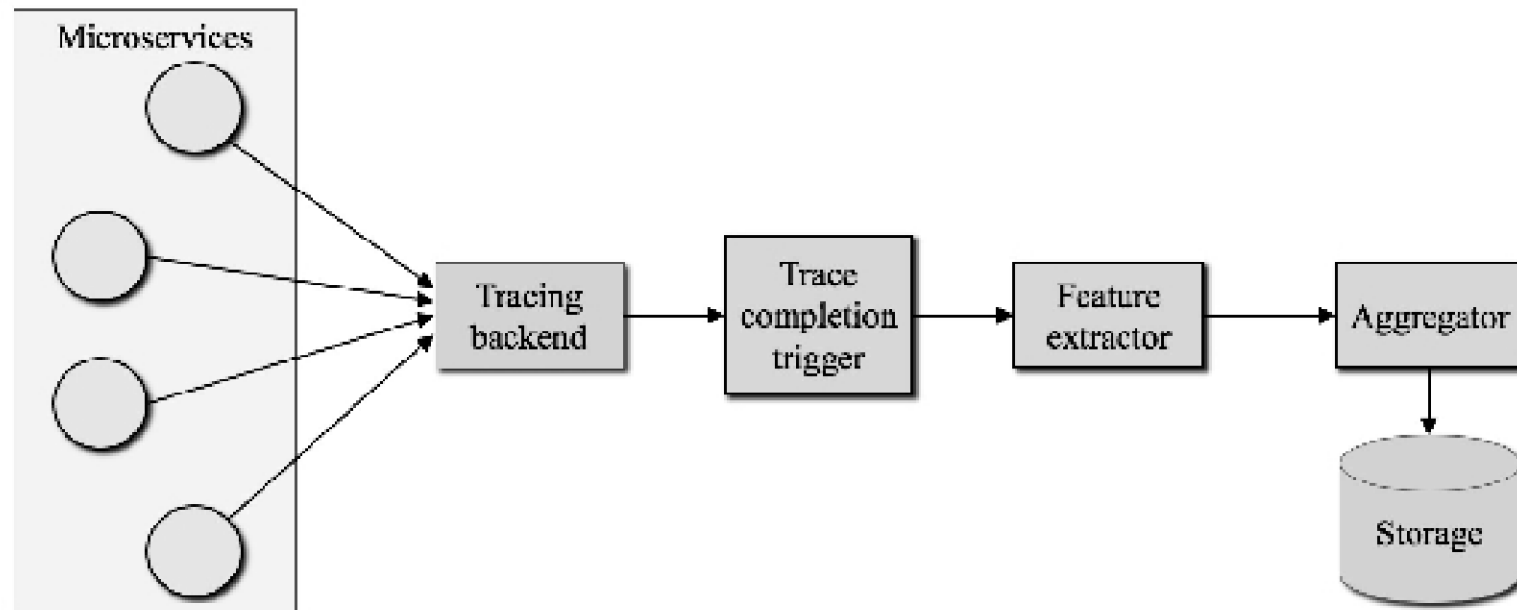 Microservices
Tracing
backend
Trace
completion
trigger
Feature
extractor
Aggregator
Storage